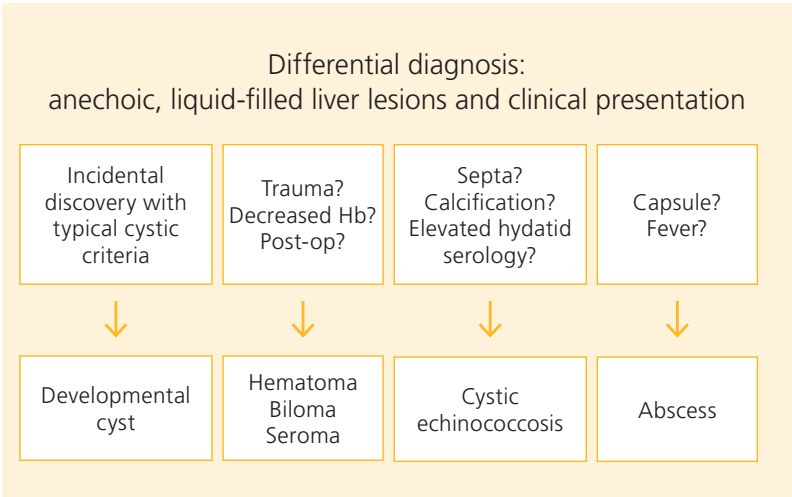 Differential diagnosis:
anechoic, liquid-filled liver lesions and clinical presentation
Incidental
discovery with
typical cystic
criteria
Trauma?
Decreased Hb?
Post-op?
Septa?
Calcification?
Elevated hydatid
serology?
Capsule?
Fever?
Developmental
cyst
Hematoma
Biloma
Seroma
Cystic
echinococcosis
Abscess